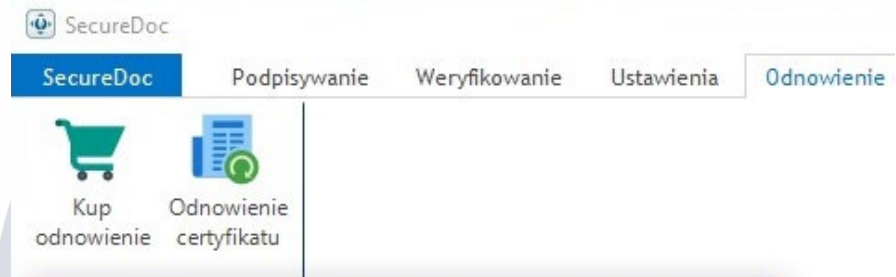 SecureDoc
SecureDoc Podpisywanie Weryfikowanie Ustawienia Odnowienie
Kup odnowienie
Odnowienie certyfikatu